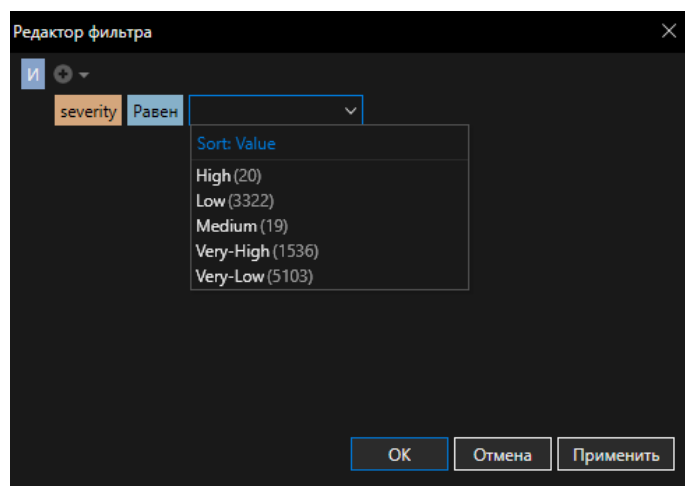 Редактор фильтра
И
severity Равен
Sort: Value
High (20)
Low (3322)
Medium (19)
Very-High (1536)
Very-Low (5103)
ОК Отмена Применить